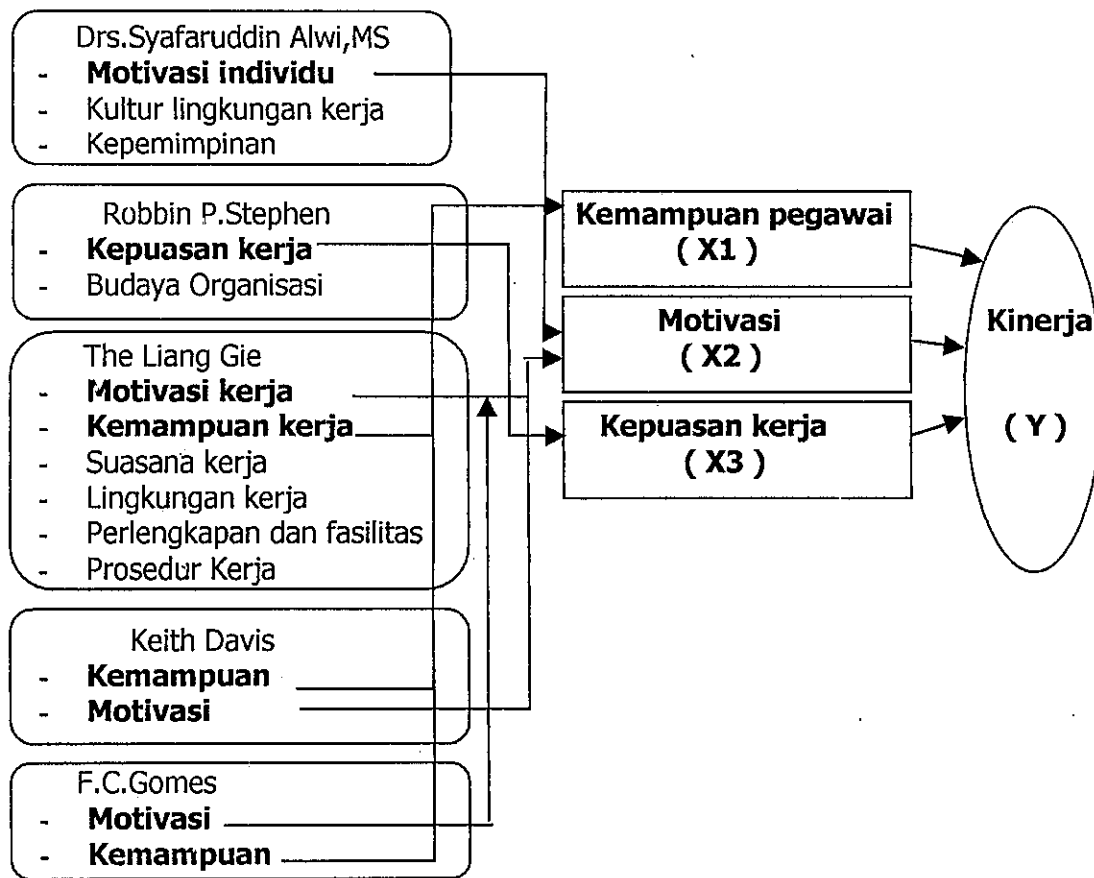 Drs.Syafaruddin Alwi,MS
- Motivasi individu
- Kultur lingkungan kerja
- Kepemimpinan
Robbin P.Stephen
- Kepuasan kerja
- Budaya Organisasi
The Liang Gie
- Motivasi kerja
- Kemampuan kerja
- Suasana kerja
- Lingkungan kerja
- Perlengkapan dan fasilitas
- Prosedur Kerja
Keith Davis
- Kemampuan
- Motivasi
F.C.Gomes
- Motivasi
- Kemampuan
Kemampuan pegawai
( X1 )
Motivasi
( X2 )
Kepuasan kerja
( X3 )
Kinerja
( Y )